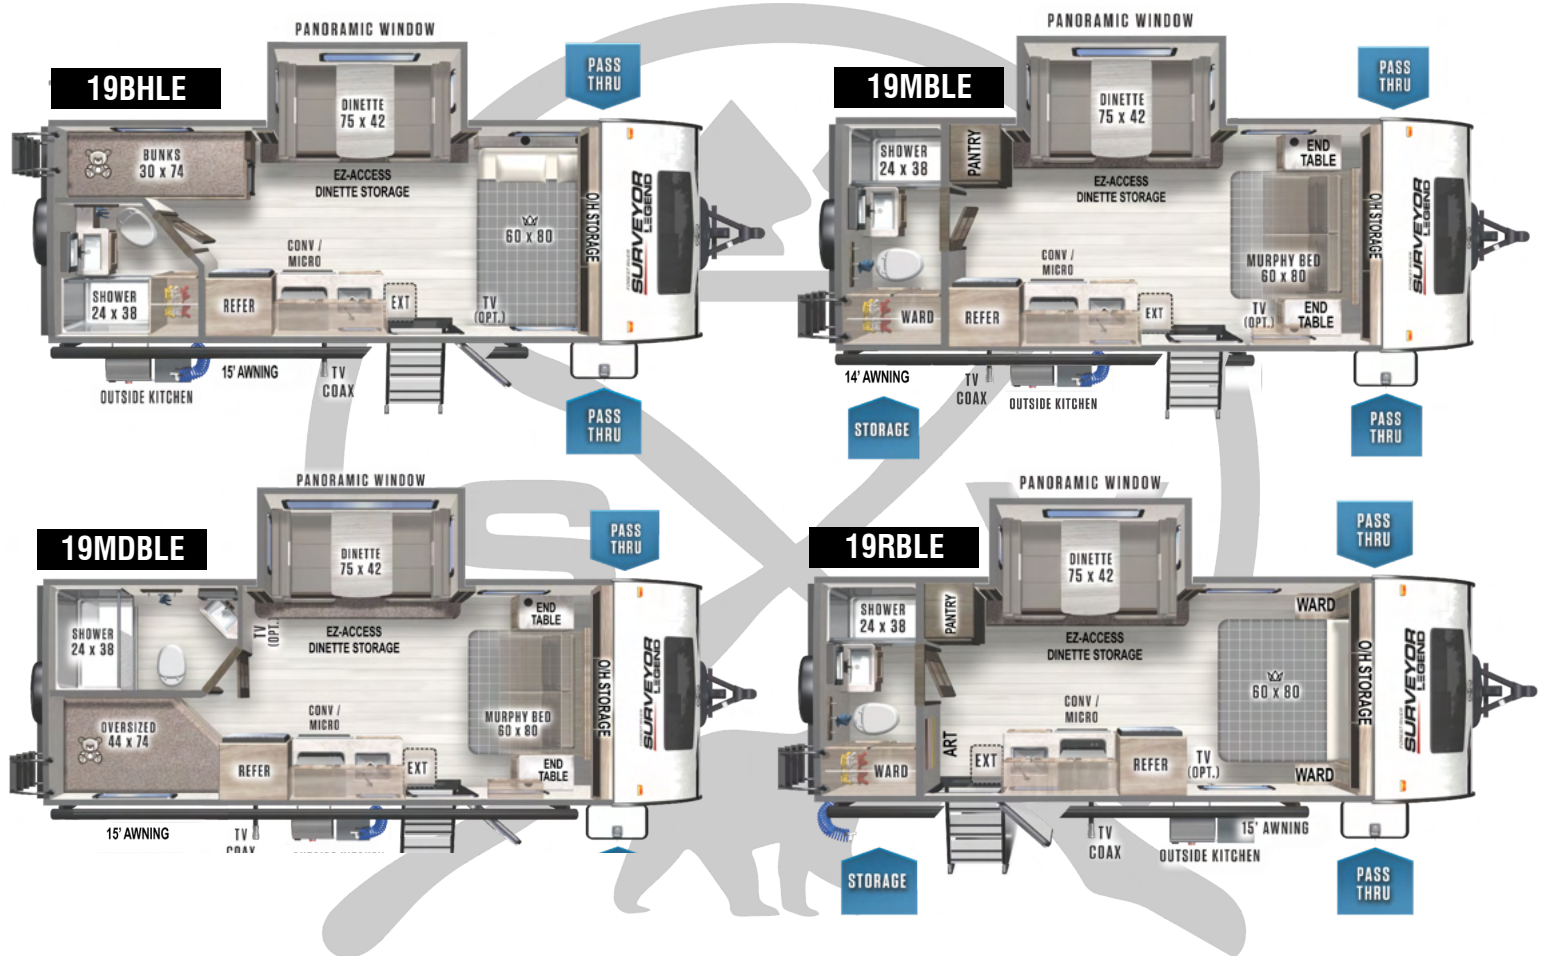 PANORAMIC WINDOW
19BHLE
PASS
THRU
DINETTE
75 x 42
BUNKS
30 x 74
EZ-ACCESS
DINETTE STORAGE
60 x 80
O/H STORAGE
SURVEYOR
LEGEND
CONV /
MICRO
SHOWER
24 x 38
REFER
EXT
TV
(OPT.)
15' AWNING
TV
COAX
OUTSIDE KITCHEN
PASS
THRU
PANORAMIC WINDOW
19MBLE
PASS
THRU
DINETTE
75 x 42
SHOWER
24 x 38
PANTRY
END
TABLE
EZ-ACCESS
DINETTE STORAGE
O/H STORAGE
SURVEYOR
LEGEND
CONV /
MICRO
MURPHY BED
60 x 80
WARD
REFER
EXT
TV
(OPT.)
END
TABLE
14' AWNING
TV
COAX
OUTSIDE KITCHEN
STORAGE
PASS
THRU
PANORAMIC WINDOW
19MDBLE
PASS
THRU
DINETTE
75 x 42
SHOWER
24 x 38
TV
(OPT.)
END
TABLE
EZ-ACCESS
DINETTE STORAGE
O/H STORAGE
SURVEYOR
LEGEND
OVERSIZED
44 x 74
CONV /
MICRO
MURPHY BED
60 x 80
REFER
EXT
END
TABLE
15' AWNING
TV
COAX
OUTSIDE KITCHEN
PANORAMIC WINDOW
19RBLE
PASS
THRU
DINETTE
75 x 42
SHOWER
24 x 38
PANTRY
WARD
EZ-ACCESS
DINETTE STORAGE
60 x 80
O/H STORAGE
SURVEYOR
LEGEND
CONV /
MICRO
ART
WARD
EXT
REFER
TV
(OPT.)
WARD
15' AWNING
TV
COAX
OUTSIDE KITCHEN
STORAGE
PASS
THRU